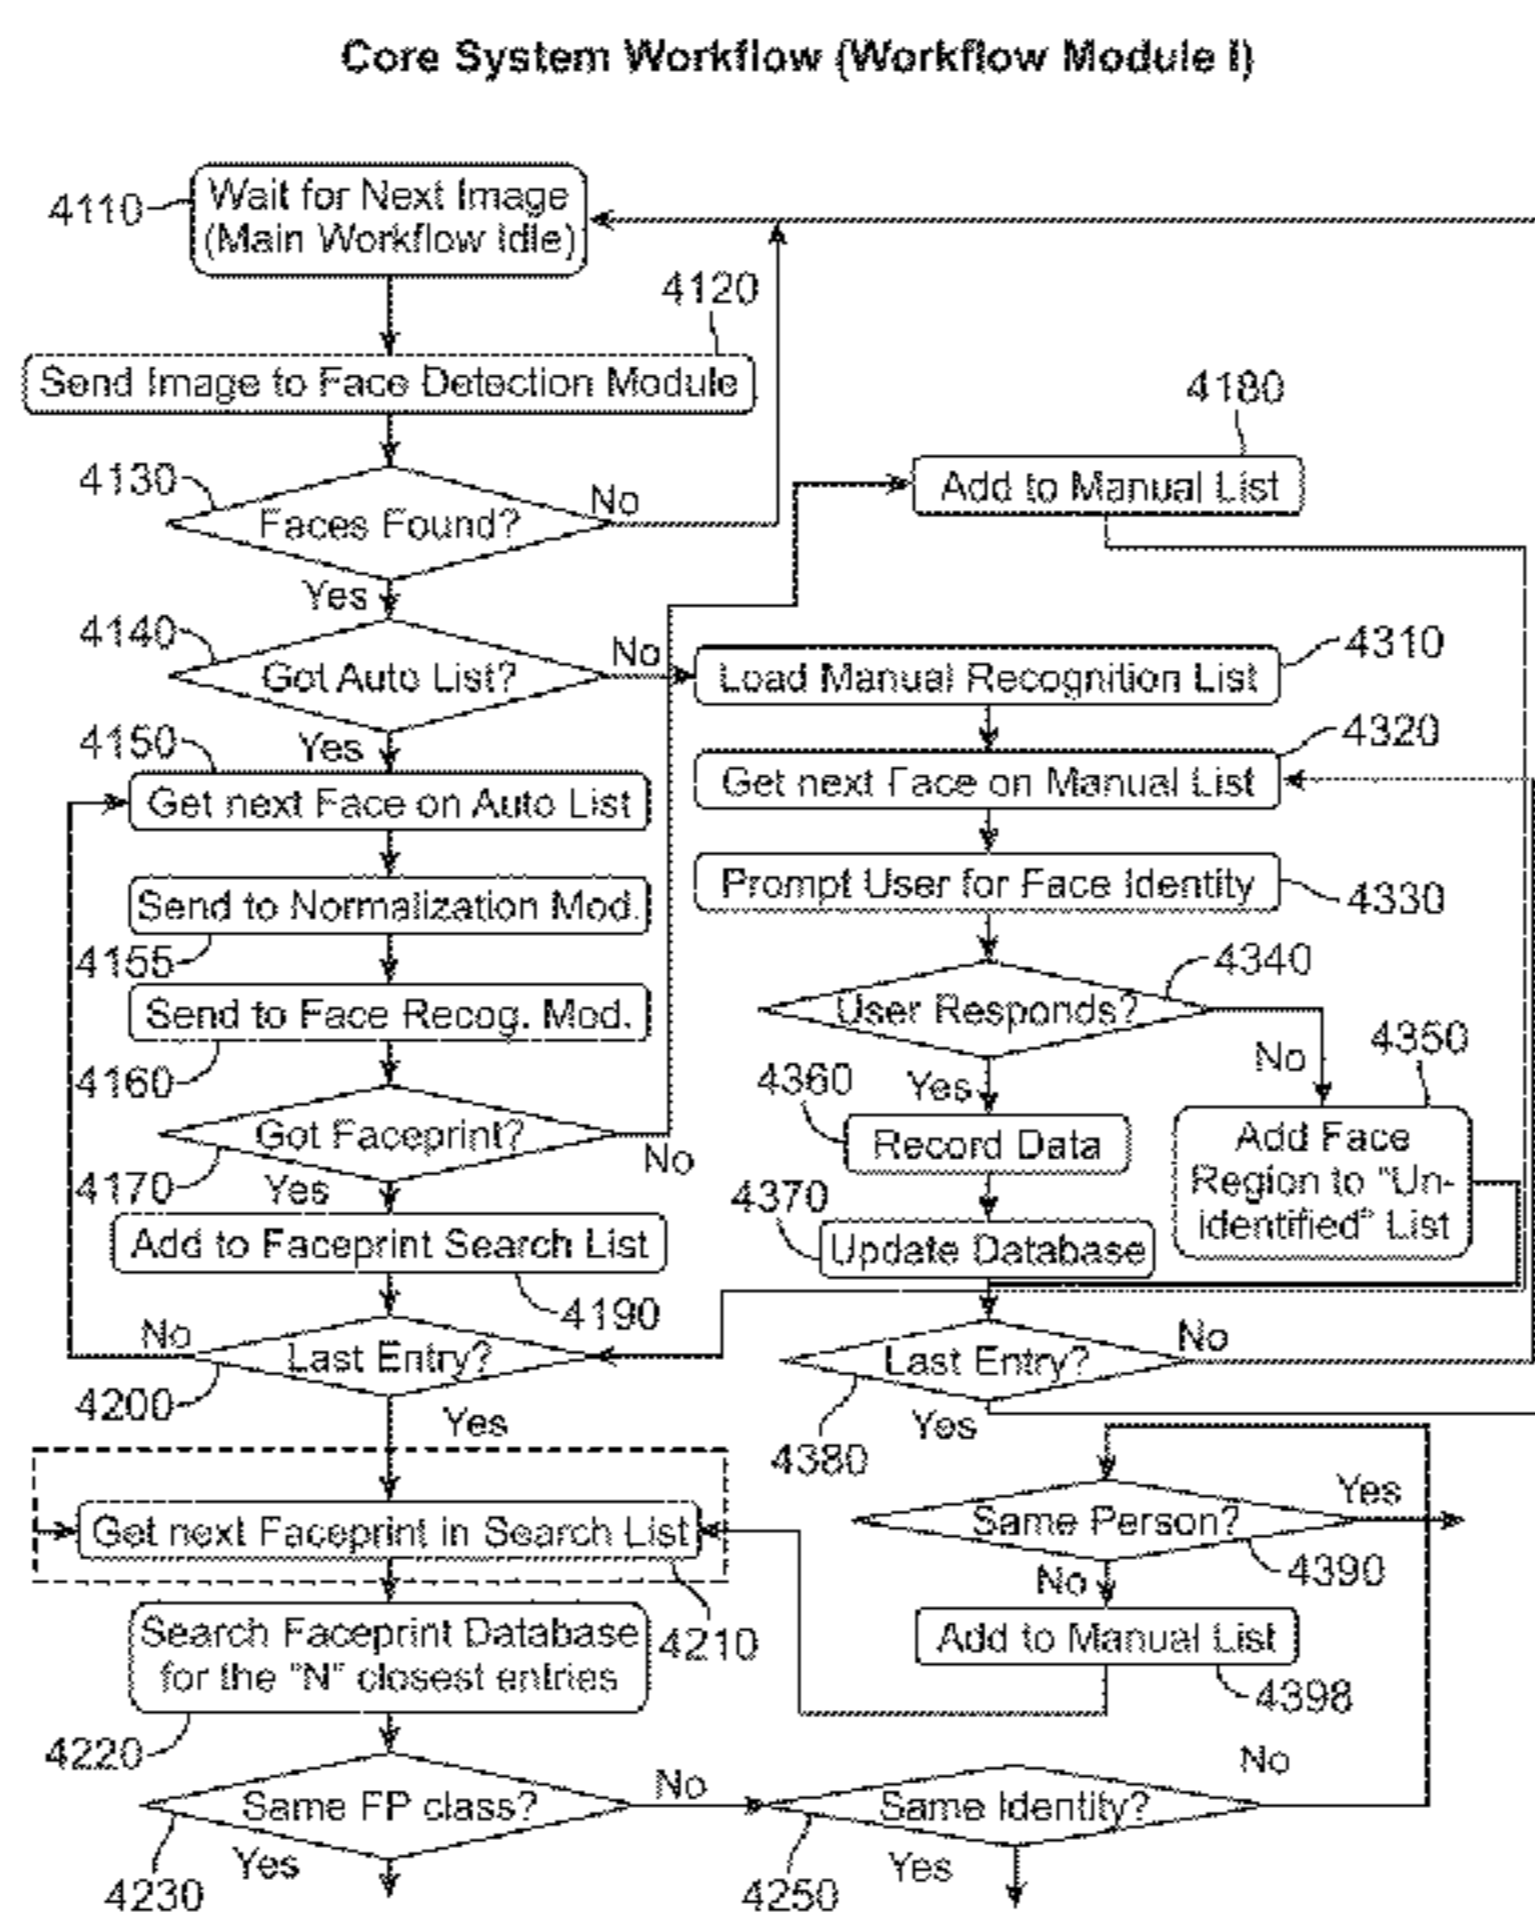 Core System Workflow (Workflow Module I)
4110
Wait for Next Image
(Main Workflow Idle)
4120
Send Image to Face Detection Module
4130
Faces Found?
No
Yes
4180
Add to Manual List
4140
Got Auto List?
No
Yes
4310
Load Manual Recognition List
4150
Get next Face on Auto List
4320
Get next Face on Manual List
Send to Normalization Mod.
4155
Prompt User for Face Identity
4330
Send to Face Recog. Mod.
4160
4340
User Responds?
No
Yes
4350
Add Face
Region to "Un-
identified" List
4360
Record Data
Got Faceprint?
4170
No
Yes
4370
Update Database
Add to Faceprint Search List
4190
No
Last Entry?
4200
Yes
Last Entry?
No
4380
Yes
Get next Faceprint in Search List
4210
Same Person?
Yes
4390
No
Search Faceprint Database
for the "N" closest entries
4220
Add to Manual List
4398
Same FP class?
No
4230
Yes
Same Identity?
No
4250
Yes